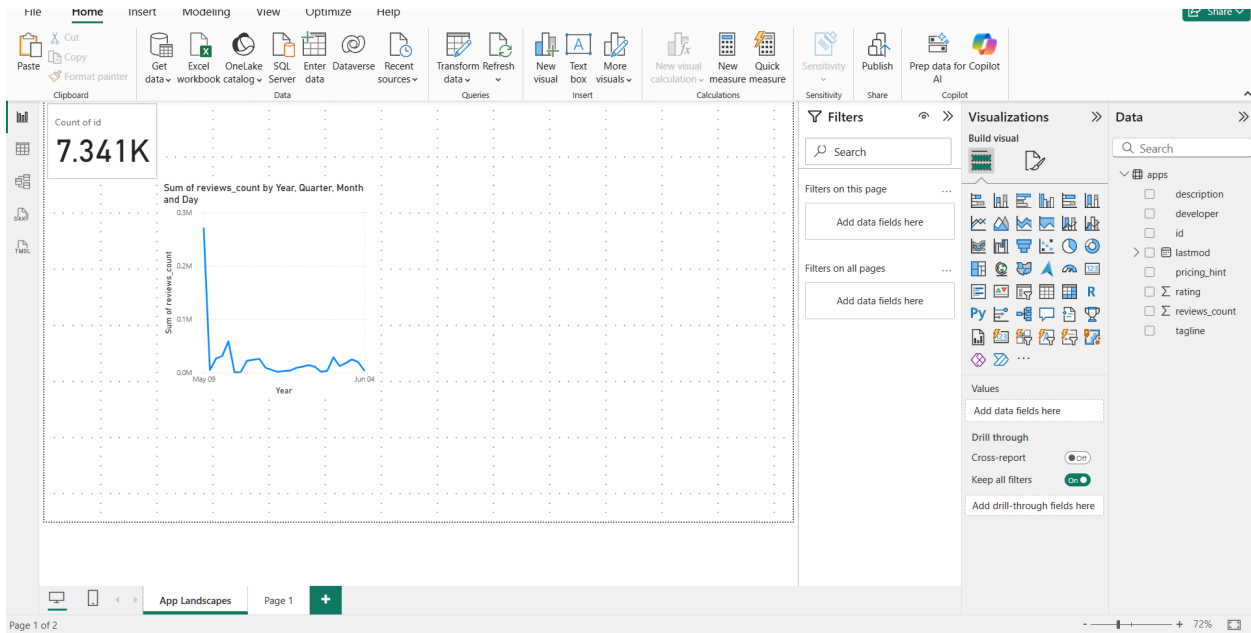 File Home Insert Modeling View Optimize Help Share
Cut
Copy
Format painter
Paste
Get data
Excel workbook
OneLake catalog
SQL Server
Enter data
Dataverse
Recent sources
Transform data
Refresh
New visual
Text box
More visuals
New visual calculation
New measure
Quick measure
Sensitivity
Publish
Prep data for AI
Copilot
Clipboard Data Queries Insert Calculations Sensitivity Share Copilot
DAX
TMDL
Count of id
7.341K
Sum of reviews_count by Year, Quarter, Month
and Day
Sum of reviews_count
0.3M
0.2M
0.1M
0.0M
May 09 Jun 04
Year
Filters
Search
Filters on this page ...
Add data fields here
Filters on all pages ...
Add data fields here
Visualizations
Build visual
123
R
Py
123
...
Values
Add data fields here
Drill through
Cross-report Off
Keep all filters On
Add drill-through fields here
Data
Search
apps
description
developer
id
lastmod
pricing_hint
Σ rating
Σ reviews_count
tagline
App Landscapes Page 1 +
Page 1 of 2
- + 72%